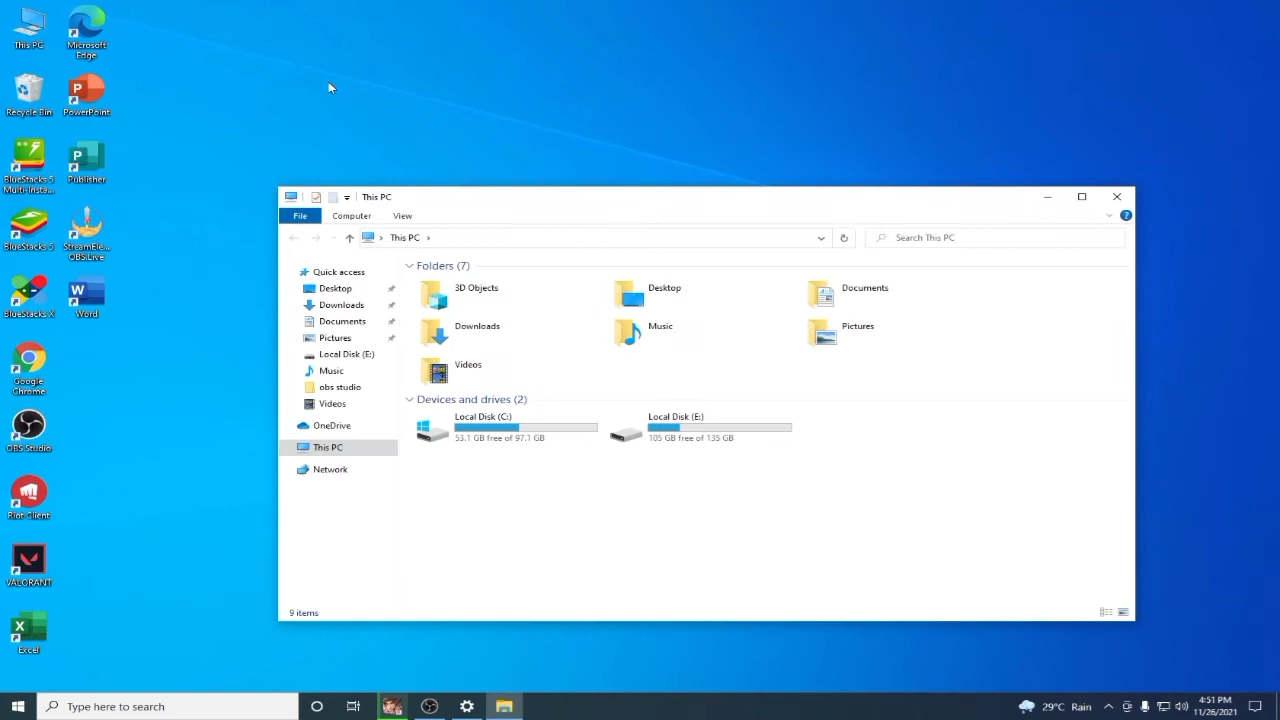 This PC
Microsoft
Edge
Recycle Bin
PowerPoint
BlueStacks 5
Multi-Insta...
Publisher
BlueStacks 5
StreamEle...
OBS.Live
BlueStacks X
Word
Google
Chrome
OBS Studio
Riot Client
VALORANT
Excel
This PC
File
Computer
View
This PC
Search This PC
Quick access
Desktop
Downloads
Documents
Pictures
Local Disk (E:)
Music
obs studio
Videos
OneDrive
This PC
Network
Folders (7)
3D Objects
Desktop
Documents
Downloads
Music
Pictures
Videos
Devices and drives (2)
Local Disk (C:)
53.1 GB free of 97.1 GB
Local Disk (E:)
105 GB free of 135 GB
9 items
Type here to search
29°C Rain
4:51 PM
11/26/2021